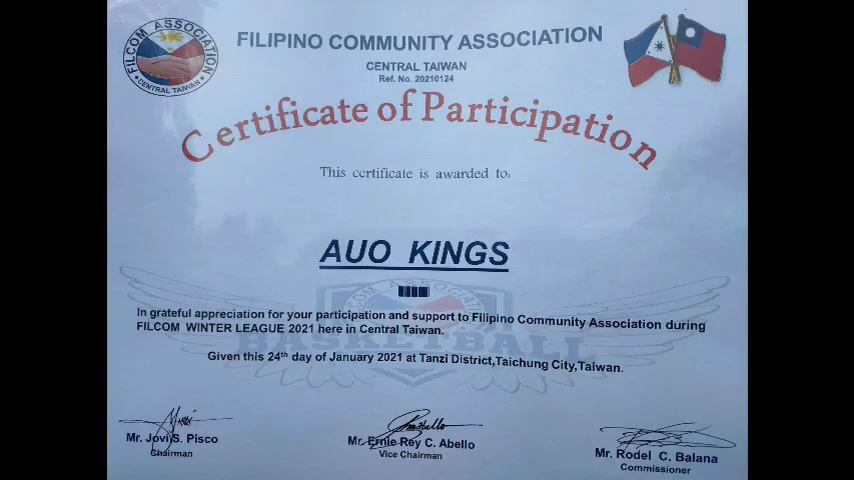 FILCOM ASSOCIATION
CENTRAL TAIWAN
FILIPINO COMMUNITY ASSOCIATION
CENTRAL TAIWAN
Ref. No. 20210124
Certificate of Participation
This certificate is awarded to,
AUO KINGS
In grateful appreciation for your participation and support to Filipino Community Association during
FILCOM WINTER LEAGUE 2021 here in Central Taiwan.
BASKETBALL
Given this 24th day of January 2021 at Tanzi District,Taichung City,Taiwan.
Mr. Jovi S. Pisco
Chairman
Mr. Ernie Rey C. Abello
Vice Chairman
Mr. Rodel C. Balana
Commissioner